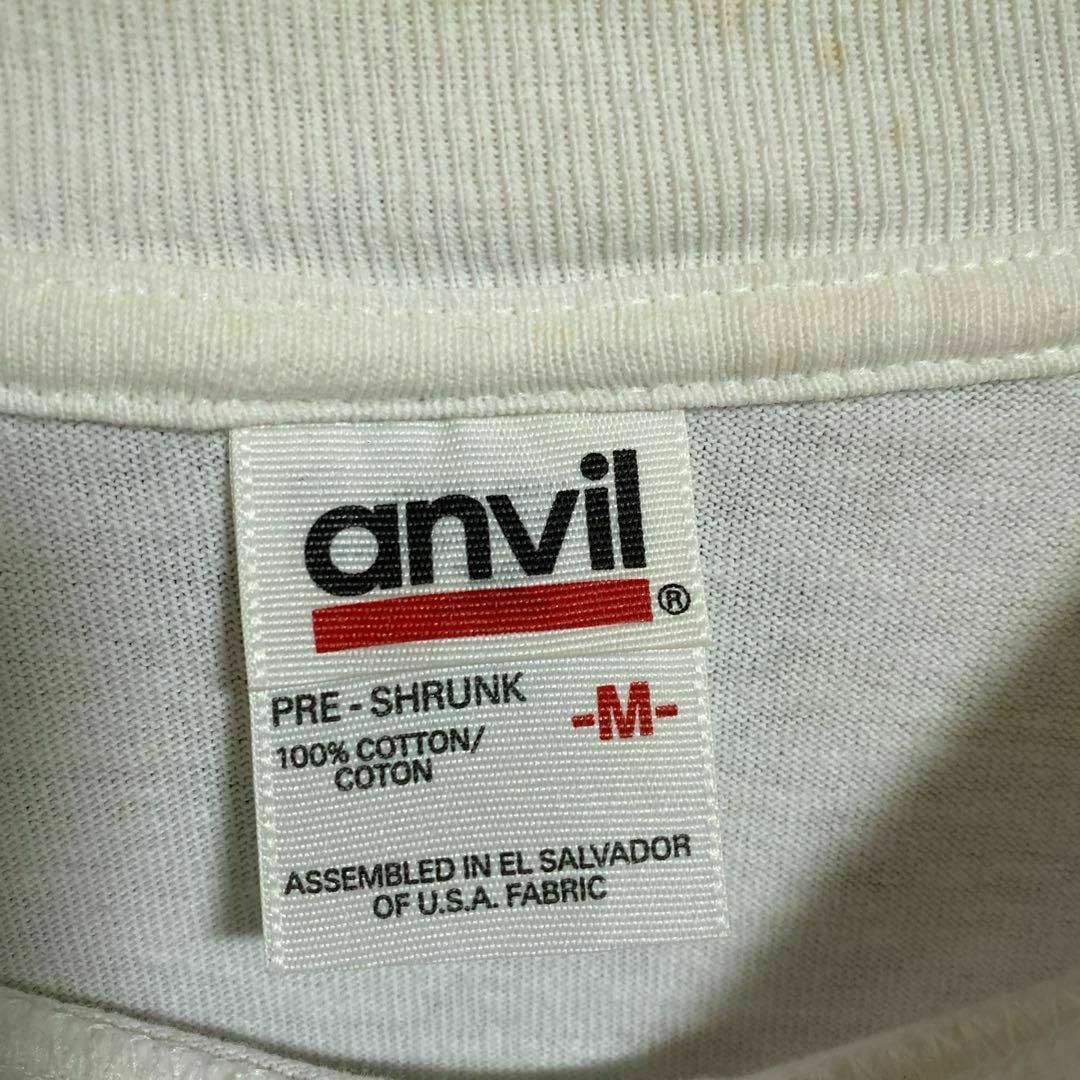 anvil®
PRE - SHRUNK
-M-
100% COTTON/
COTON
ASSEMBLED IN EL SALVADOR
OF U.S.A. FABRIC